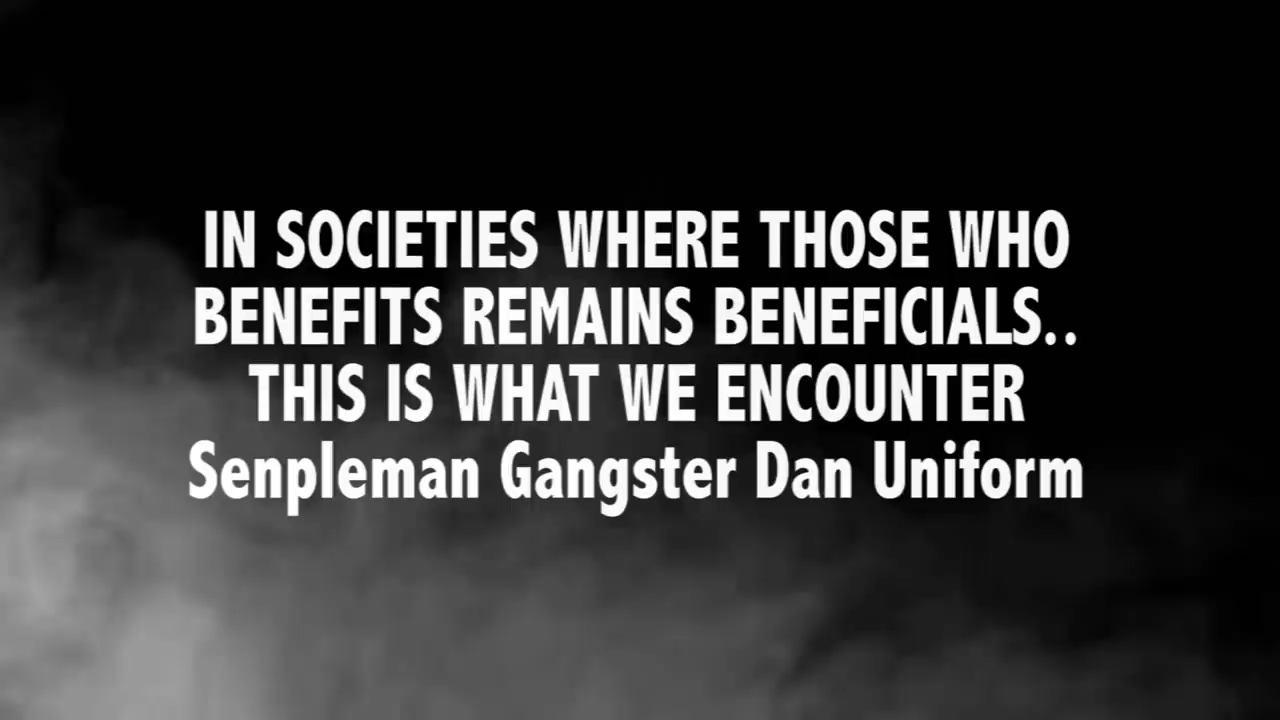 IN SOCIETIES WHERE THOSE WHO
BENEFITS REMAINS BENEFICIALS..
THIS IS WHAT WE ENCOUNTER
Senpleman Gangster Dan Uniform